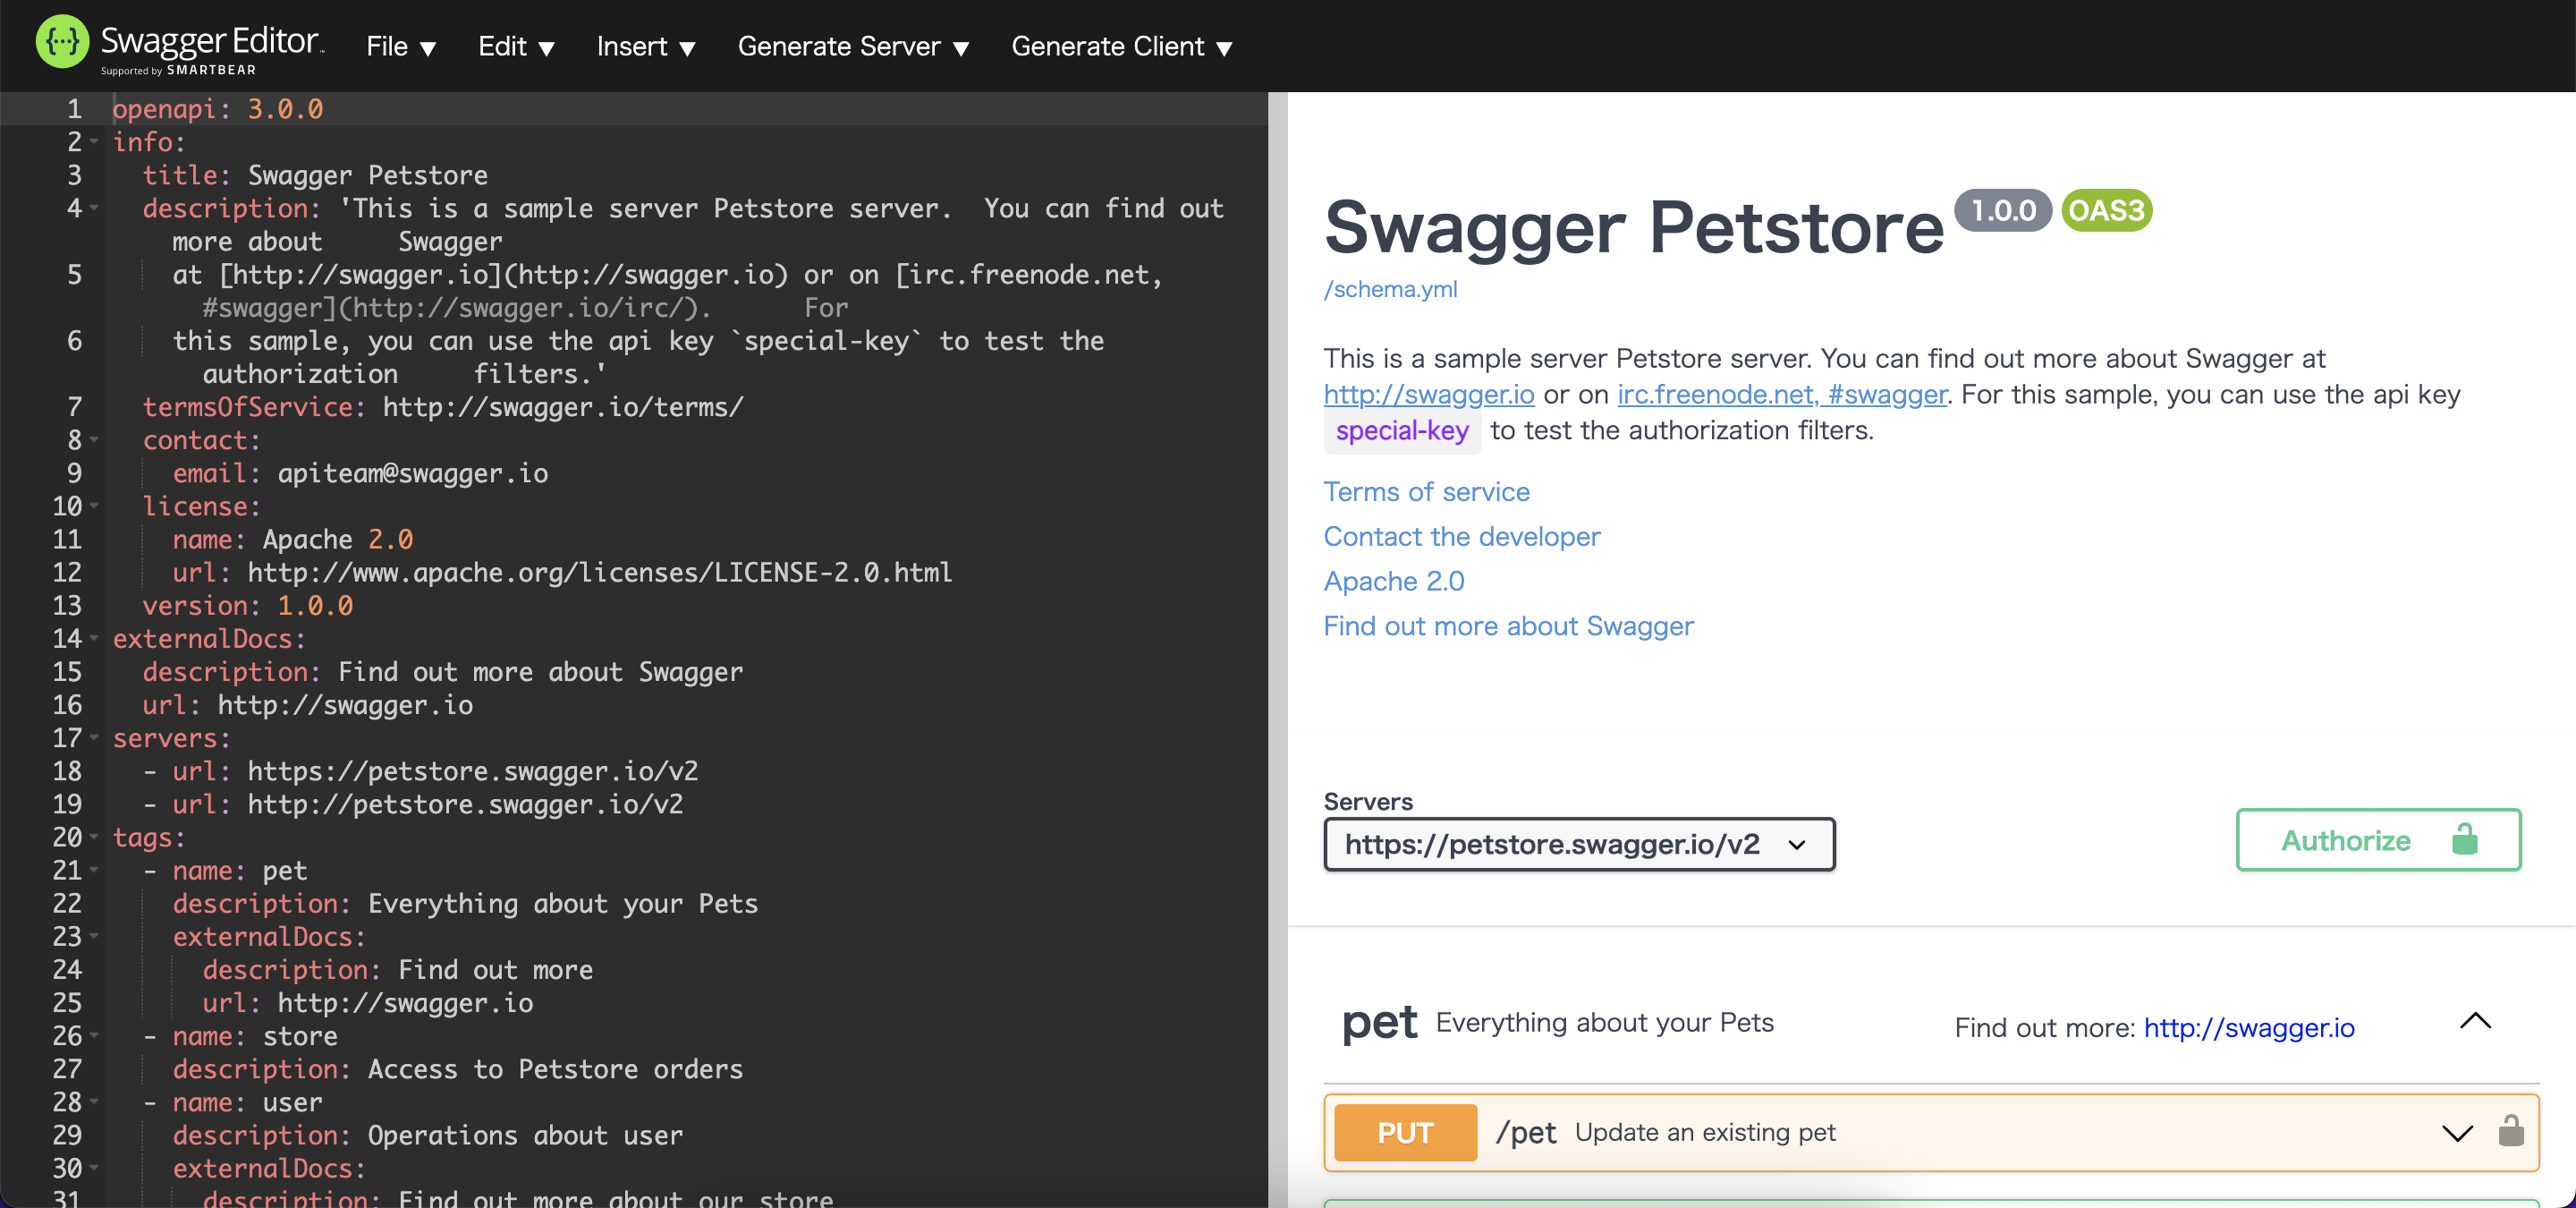 Swagger Editor
Supported by SMARTBEAR
File ▼ Edit ▼ Insert ▼ Generate Server ▼ Generate Client ▼
1 openapi: 3.0.0
2 info:
3 title: Swagger Petstore
4 description: 'This is a sample server Petstore server.  You can find out
more about     Swagger
5 at [http://swagger.io](http://swagger.io) or on [irc.freenode.net,
#swagger](http://swagger.io/irc/).      For
6 this sample, you can use the api key `special-key` to test the
authorization     filters.'
7 termsOfService: http://swagger.io/terms/
8 contact:
9 email: apiteam@swagger.io
10 license:
11 name: Apache 2.0
12 url: http://www.apache.org/licenses/LICENSE-2.0.html
13 version: 1.0.0
14 externalDocs:
15 description: Find out more about Swagger
16 url: http://swagger.io
17 servers:
18 - url: https://petstore.swagger.io/v2
19 - url: http://petstore.swagger.io/v2
20 tags:
21 - name: pet
22 description: Everything about your Pets
23 externalDocs:
24 description: Find out more
25 url: http://swagger.io
26 - name: store
27 description: Access to Petstore orders
28 - name: user
29 description: Operations about user
30 externalDocs:
31 description: Find out more about our store
Swagger Petstore 1.0.0 OAS3
/schema.yml
This is a sample server Petstore server. You can find out more about Swagger at
http://swagger.io or on irc.freenode.net, #swagger. For this sample, you can use the api key
special-key to test the authorization filters.
Terms of service
Contact the developer
Apache 2.0
Find out more about Swagger
Servers
https://petstore.swagger.io/v2
Authorize
pet Everything about your Pets Find out more: http://swagger.io
PUT /pet Update an existing pet